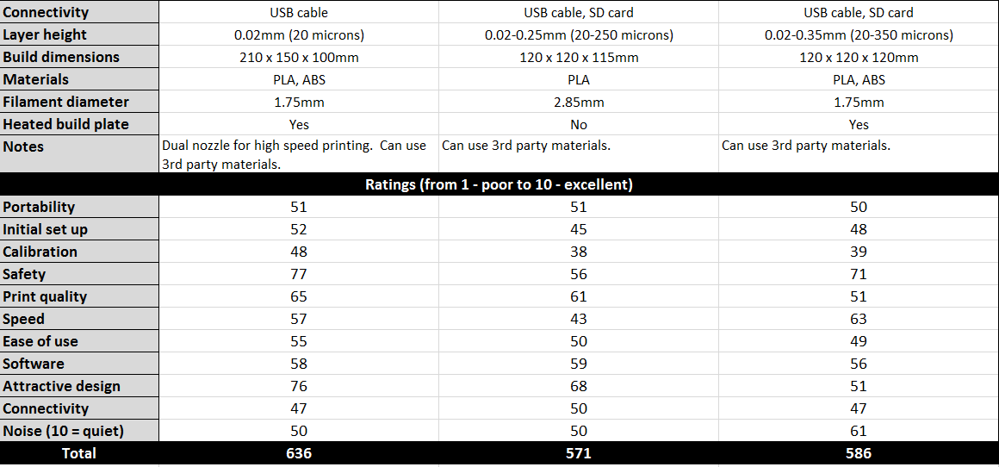 Connectivity USB cable USB cable, SD card USB cable, SD card
Layer height 0.02mm (20 microns) 0.02-0.25mm (20-250 microns) 0.02-0.35mm (20-350 microns)
Build dimensions 210 x 150 x 100mm 120 x 120 x 115mm 120 x 120 x 120mm
Materials PLA, ABS PLA PLA, ABS
Filament diameter 1.75mm 2.85mm 1.75mm
Heated build plate Yes No Yes
Notes Dual nozzle for high speed printing. Can use Can use 3rd party materials. Can use 3rd party materials.
3rd party materials.
Ratings (from 1 - poor to 10 - excellent)
Portability 51 51 50
Initial set up 52 45 48
Calibration 48 38 39
Safety 77 56 71
Print quality 65 61 51
Speed 57 43 63
Ease of use 55 50 49
Software 58 59 56
Attractive design 76 68 51
Connectivity 47 50 47
Noise (10 = quiet) 50 50 61
Total 636 571 586